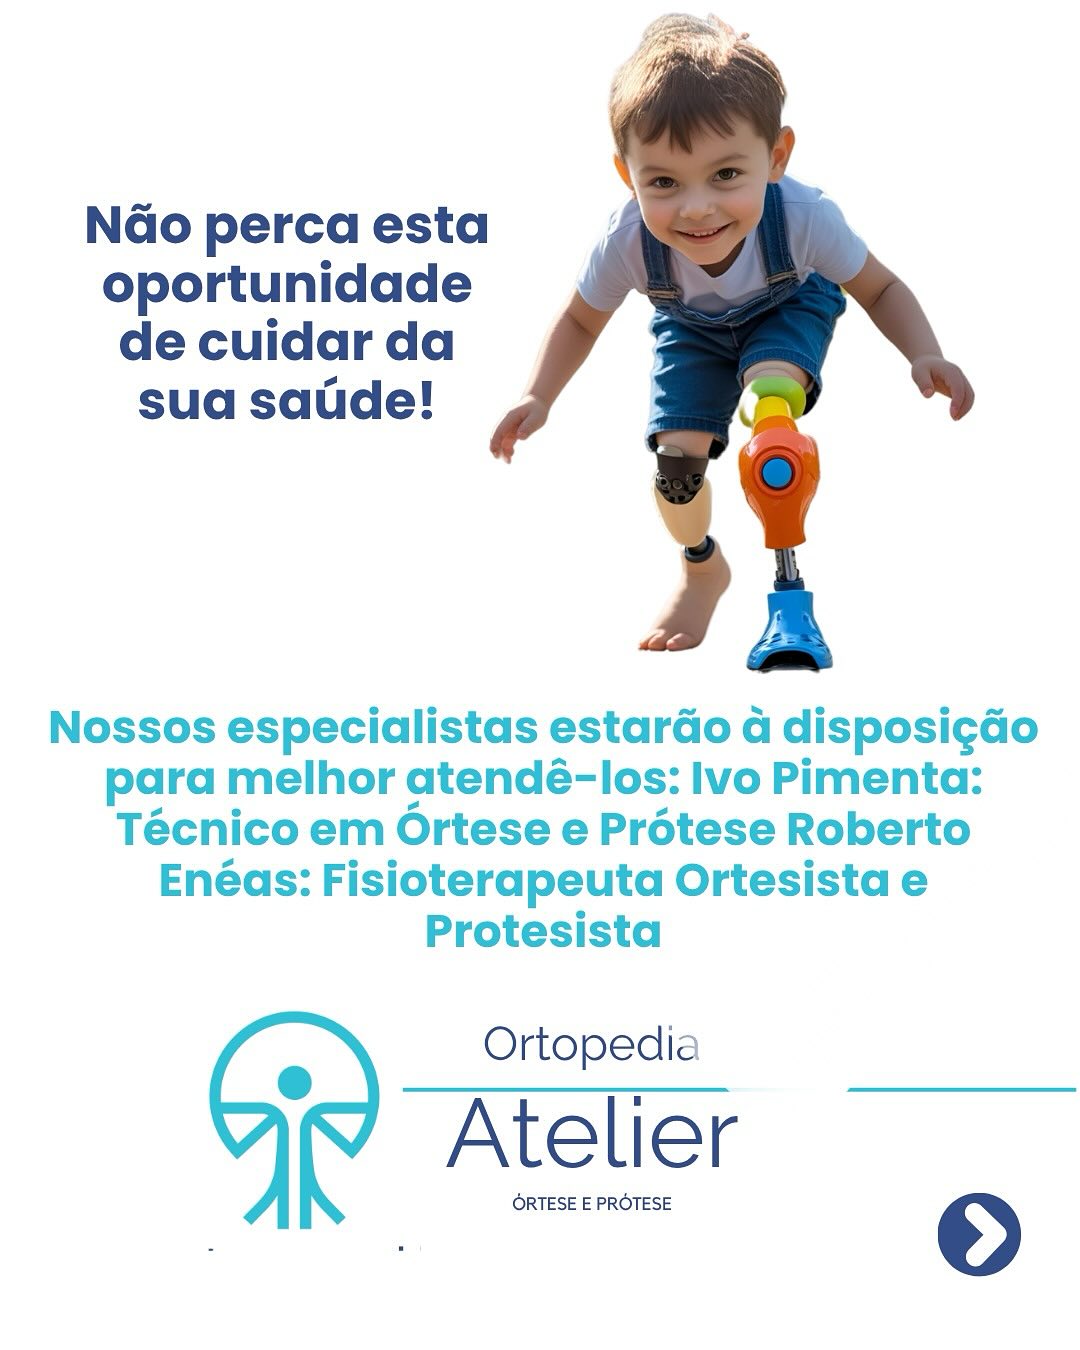 Não perca esta
oportunidade
de cuidar da
sua saúde!
Nossos especialistas estarão à disposição
para melhor atendê-los: Ivo Pimenta:
Técnico em Órtese e Prótese Roberto
Enéas: Fisioterapeuta Ortesista e
Protesista
Ortopedia
Atelier
ÓRTESE E PRÓTESE